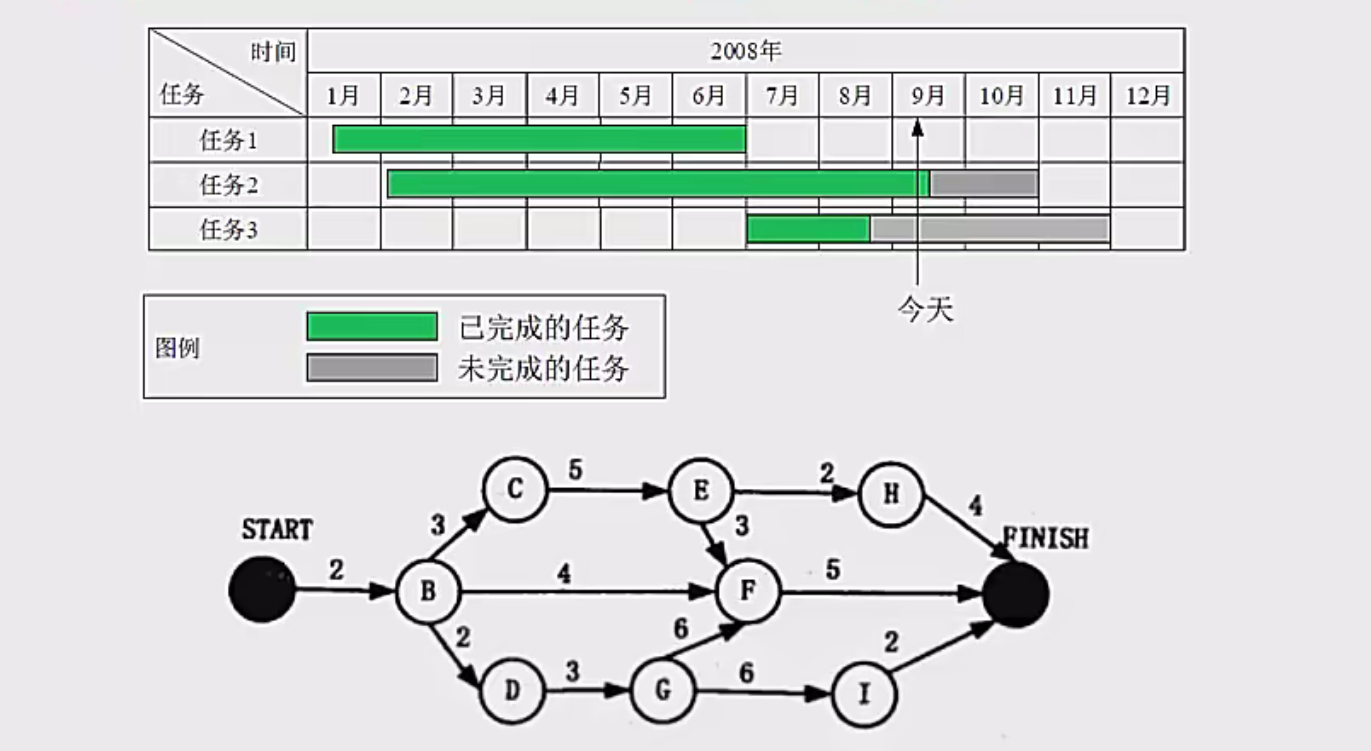 时间
2008年
任务
1月 2月 3月 4月 5月 6月 7月 8月 9月 10月 11月 12月
任务1
任务2
任务3
今天
图例
已完成的任务
未完成的任务
C 5 E 2 H
START 3 3 4 FINISH
2 B 4 F 5
2 6 2
D 3 G 6 I